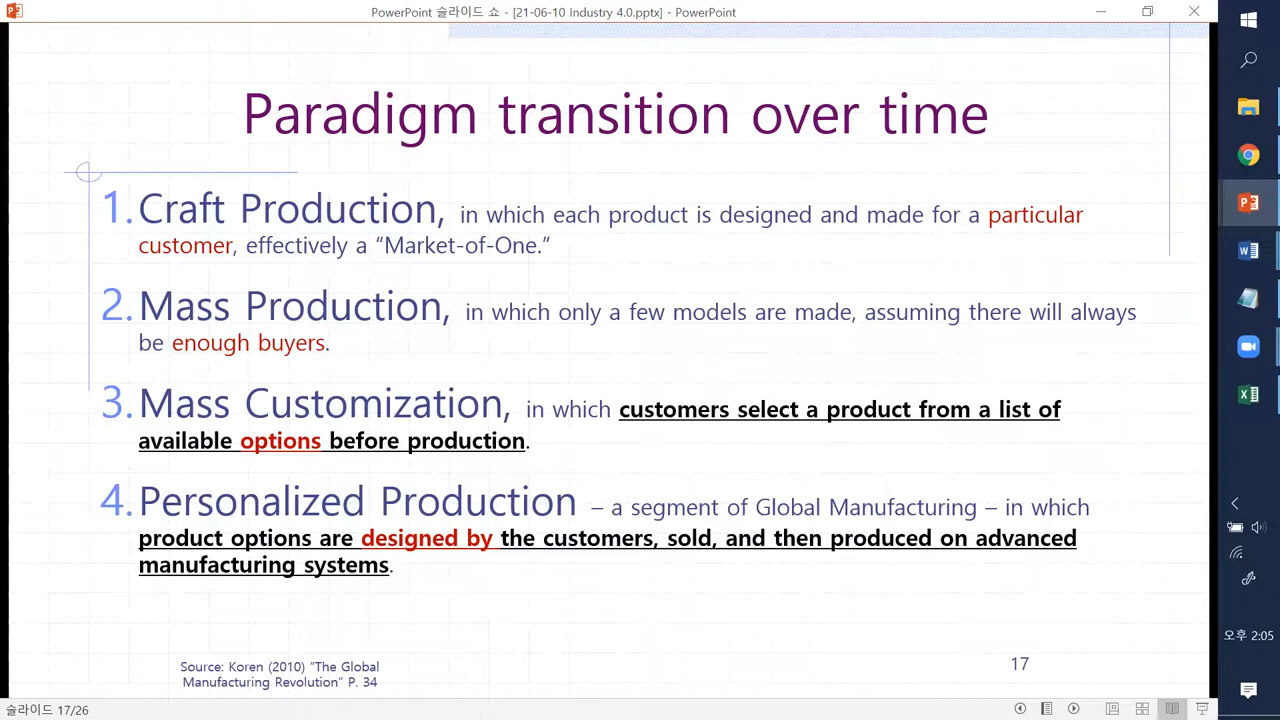 PowerPoint 슬라이드 쇼 - [21-06-10 Industry 4.0.pptx] - PowerPoint
Paradigm transition over time
1. Craft Production, in which each product is designed and made for a particular
customer, effectively a “Market-of-One.”
2. Mass Production, in which only a few models are made, assuming there will always
be enough buyers.
3. Mass Customization, in which customers select a product from a list of
available options before production.
4. Personalized Production – a segment of Global Manufacturing – in which
product options are designed by the customers, sold, and then produced on advanced
manufacturing systems.
Source: Koren (2010) “The Global
Manufacturing Revolution” P. 34
17
슬라이드 17/26
오후 2:05